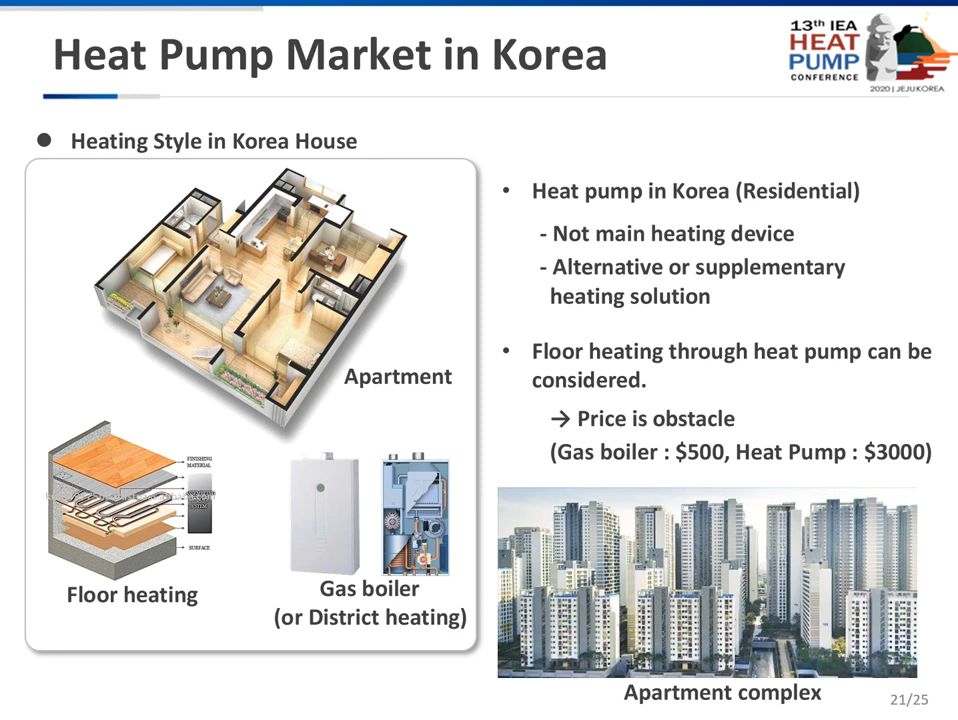 Heat Pump Market in Korea
13th IEA
HEAT
PUMP
CONFERENCE
2020 | JEJU KOREA
● Heating Style in Korea House
Apartment
FINISHING
MATERIAL
SYSTEM
SURFACE
Floor heating
Gas boiler
(or District heating)
• Heat pump in Korea (Residential)
- Not main heating device
- Alternative or supplementary
heating solution
• Floor heating through heat pump can be
considered.
→ Price is obstacle
(Gas boiler : $500, Heat Pump : $3000)
Apartment complex
21/25